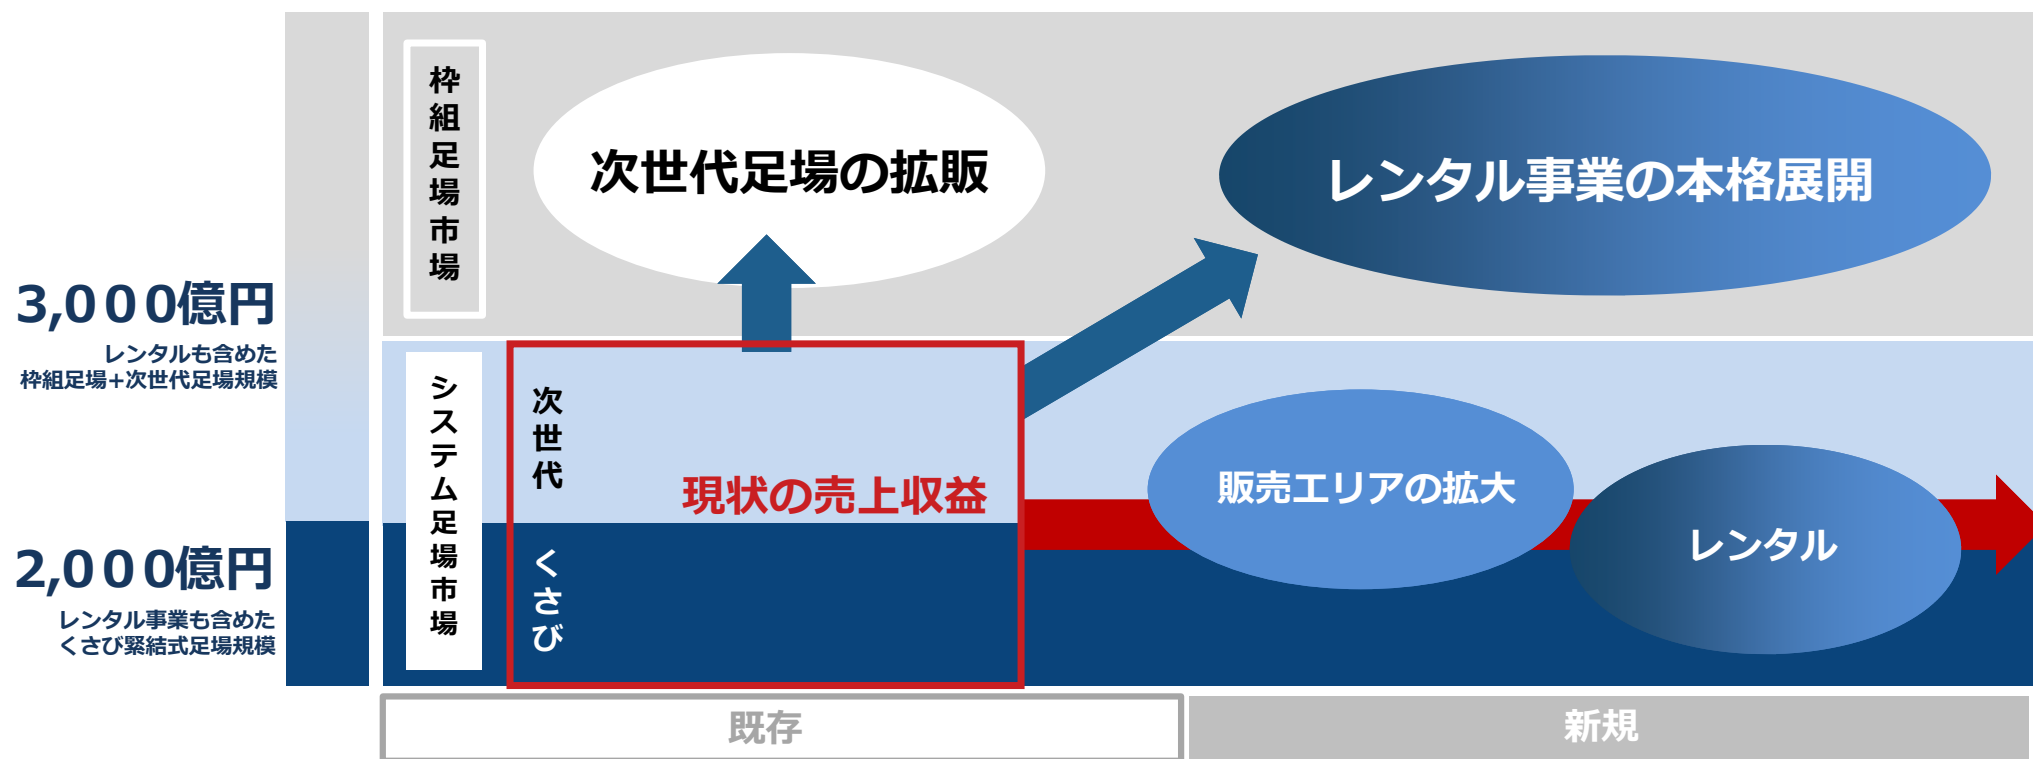 枠組足場市場
次世代足場の拡販
レンタル事業の本格展開
3,000億円
レンタルも含めた
枠組足場+次世代足場規模
システム足場市場
次世代
現状の売上収益
販売エリアの拡大
レンタル
2,000億円
レンタル事業も含めた
くさび緊結式足場規模
くさび
既存
新規